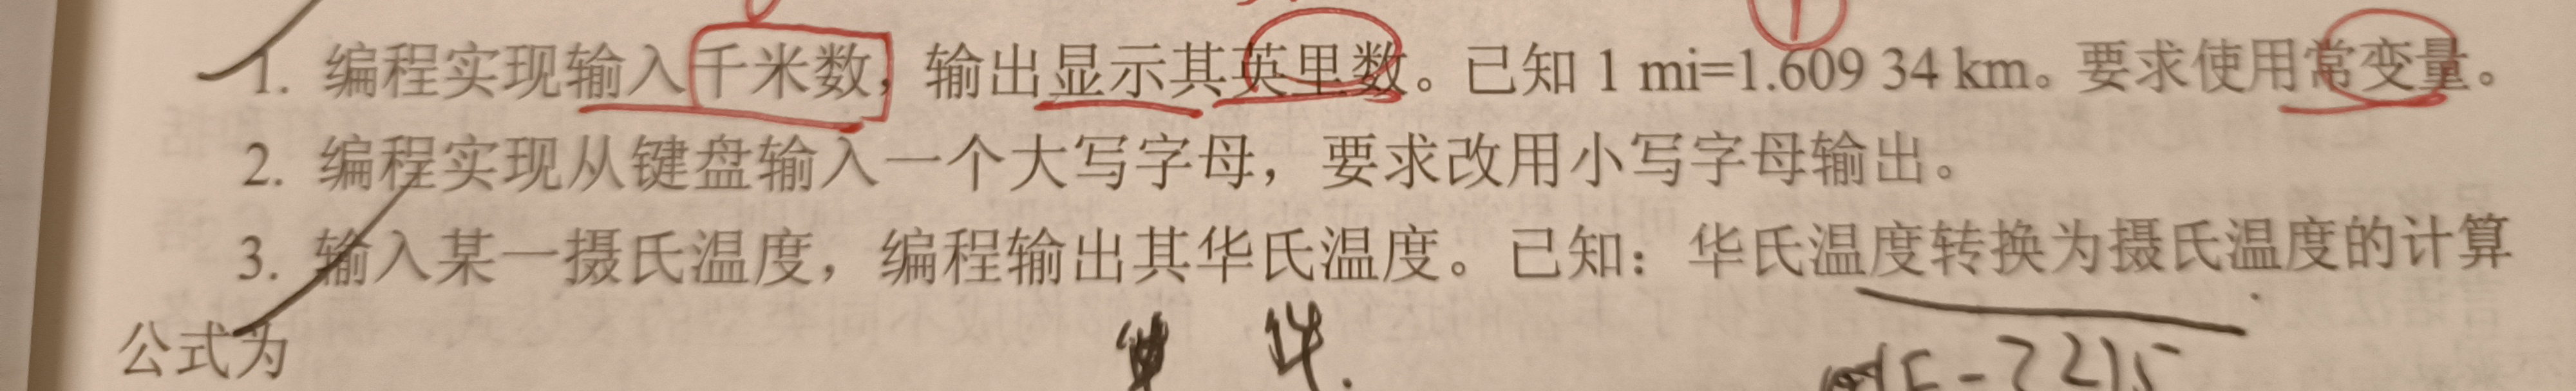 1. 编程实现输入千米数，输出显示其英里数。已知 1 mi=1.609 34 km。要求使用常变量。
2. 编程实现从键盘输入一个大写字母，要求改用小写字母输出。
3. 输入某一摄氏温度，编程输出其华氏温度。已知：华氏温度转换为摄氏温度的计算
公式为